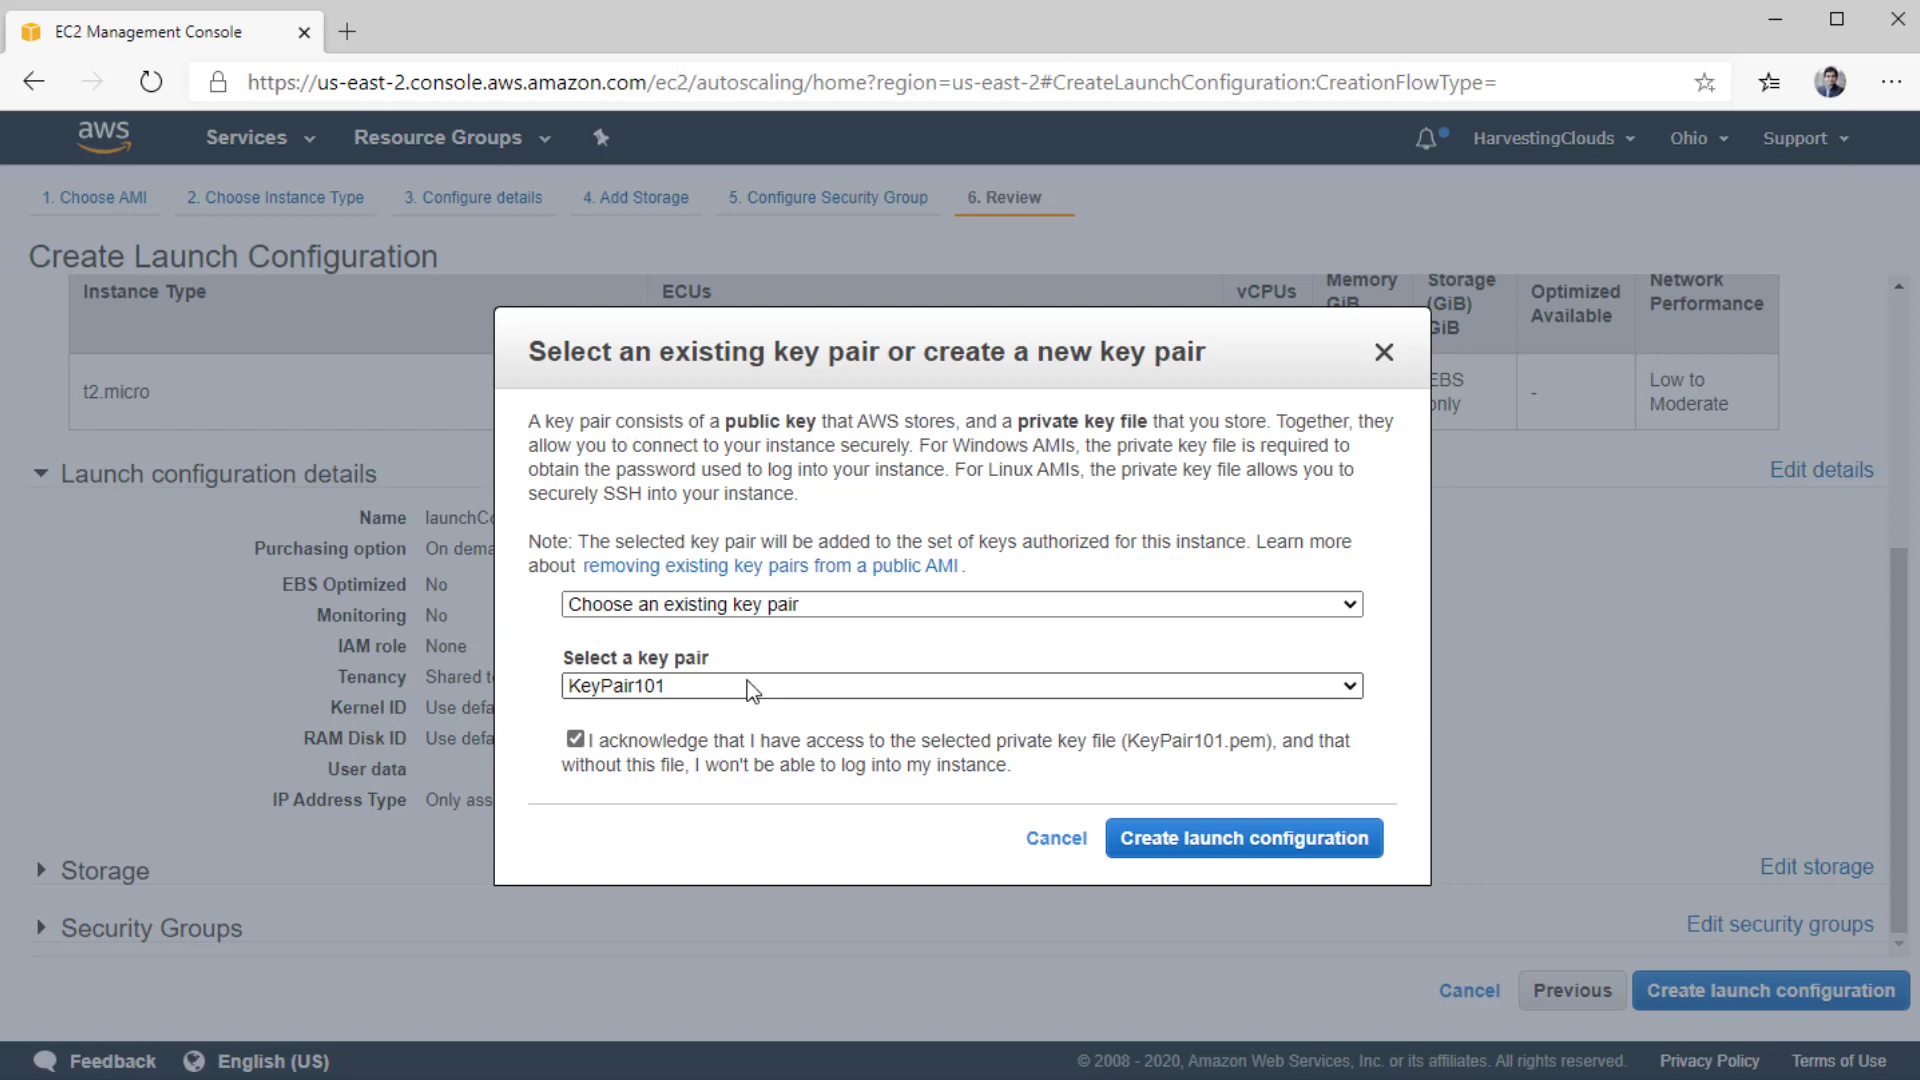 EC2 Management Console
https://us-east-2.console.aws.amazon.com/ec2/autoscaling/home?region=us-east-2#CreateLaunchConfiguration:CreationFlowType=
aws Services Resource Groups HarvestingClouds Ohio Support
1. Choose AMI 2. Choose Instance Type 3. Configure details 4. Add Storage 5. Configure Security Group 6. Review
Create Launch Configuration
Instance Type ECUs vCPUs Memory GiB Storage (GiB) GiB Optimized Available Network Performance
t2.micro EBS only - Low to Moderate
Select an existing key pair or create a new key pair
A key pair consists of a public key that AWS stores, and a private key file that you store. Together, they
allow you to connect to your instance securely. For Windows AMIs, the private key file is required to
obtain the password used to log into your instance. For Linux AMIs, the private key file allows you to
securely SSH into your instance.
Note: The selected key pair will be added to the set of keys authorized for this instance. Learn more
about removing existing key pairs from a public AMI .
Choose an existing key pair
Select a key pair
KeyPair101
I acknowledge that I have access to the selected private key file (KeyPair101.pem), and that
without this file, I won't be able to log into my instance.
Cancel Create launch configuration
Launch configuration details Edit details
Name launchCo
Purchasing option On dema
EBS Optimized No
Monitoring No
IAM role None
Tenancy Shared t
Kernel ID Use defa
RAM Disk ID Use defa
User data
IP Address Type Only ass
Storage Edit storage
Security Groups Edit security groups
Cancel Previous Create launch configuration
Feedback English (US) © 2008 - 2020, Amazon Web Services, Inc. or its affiliates. All rights reserved. Privacy Policy Terms of Use